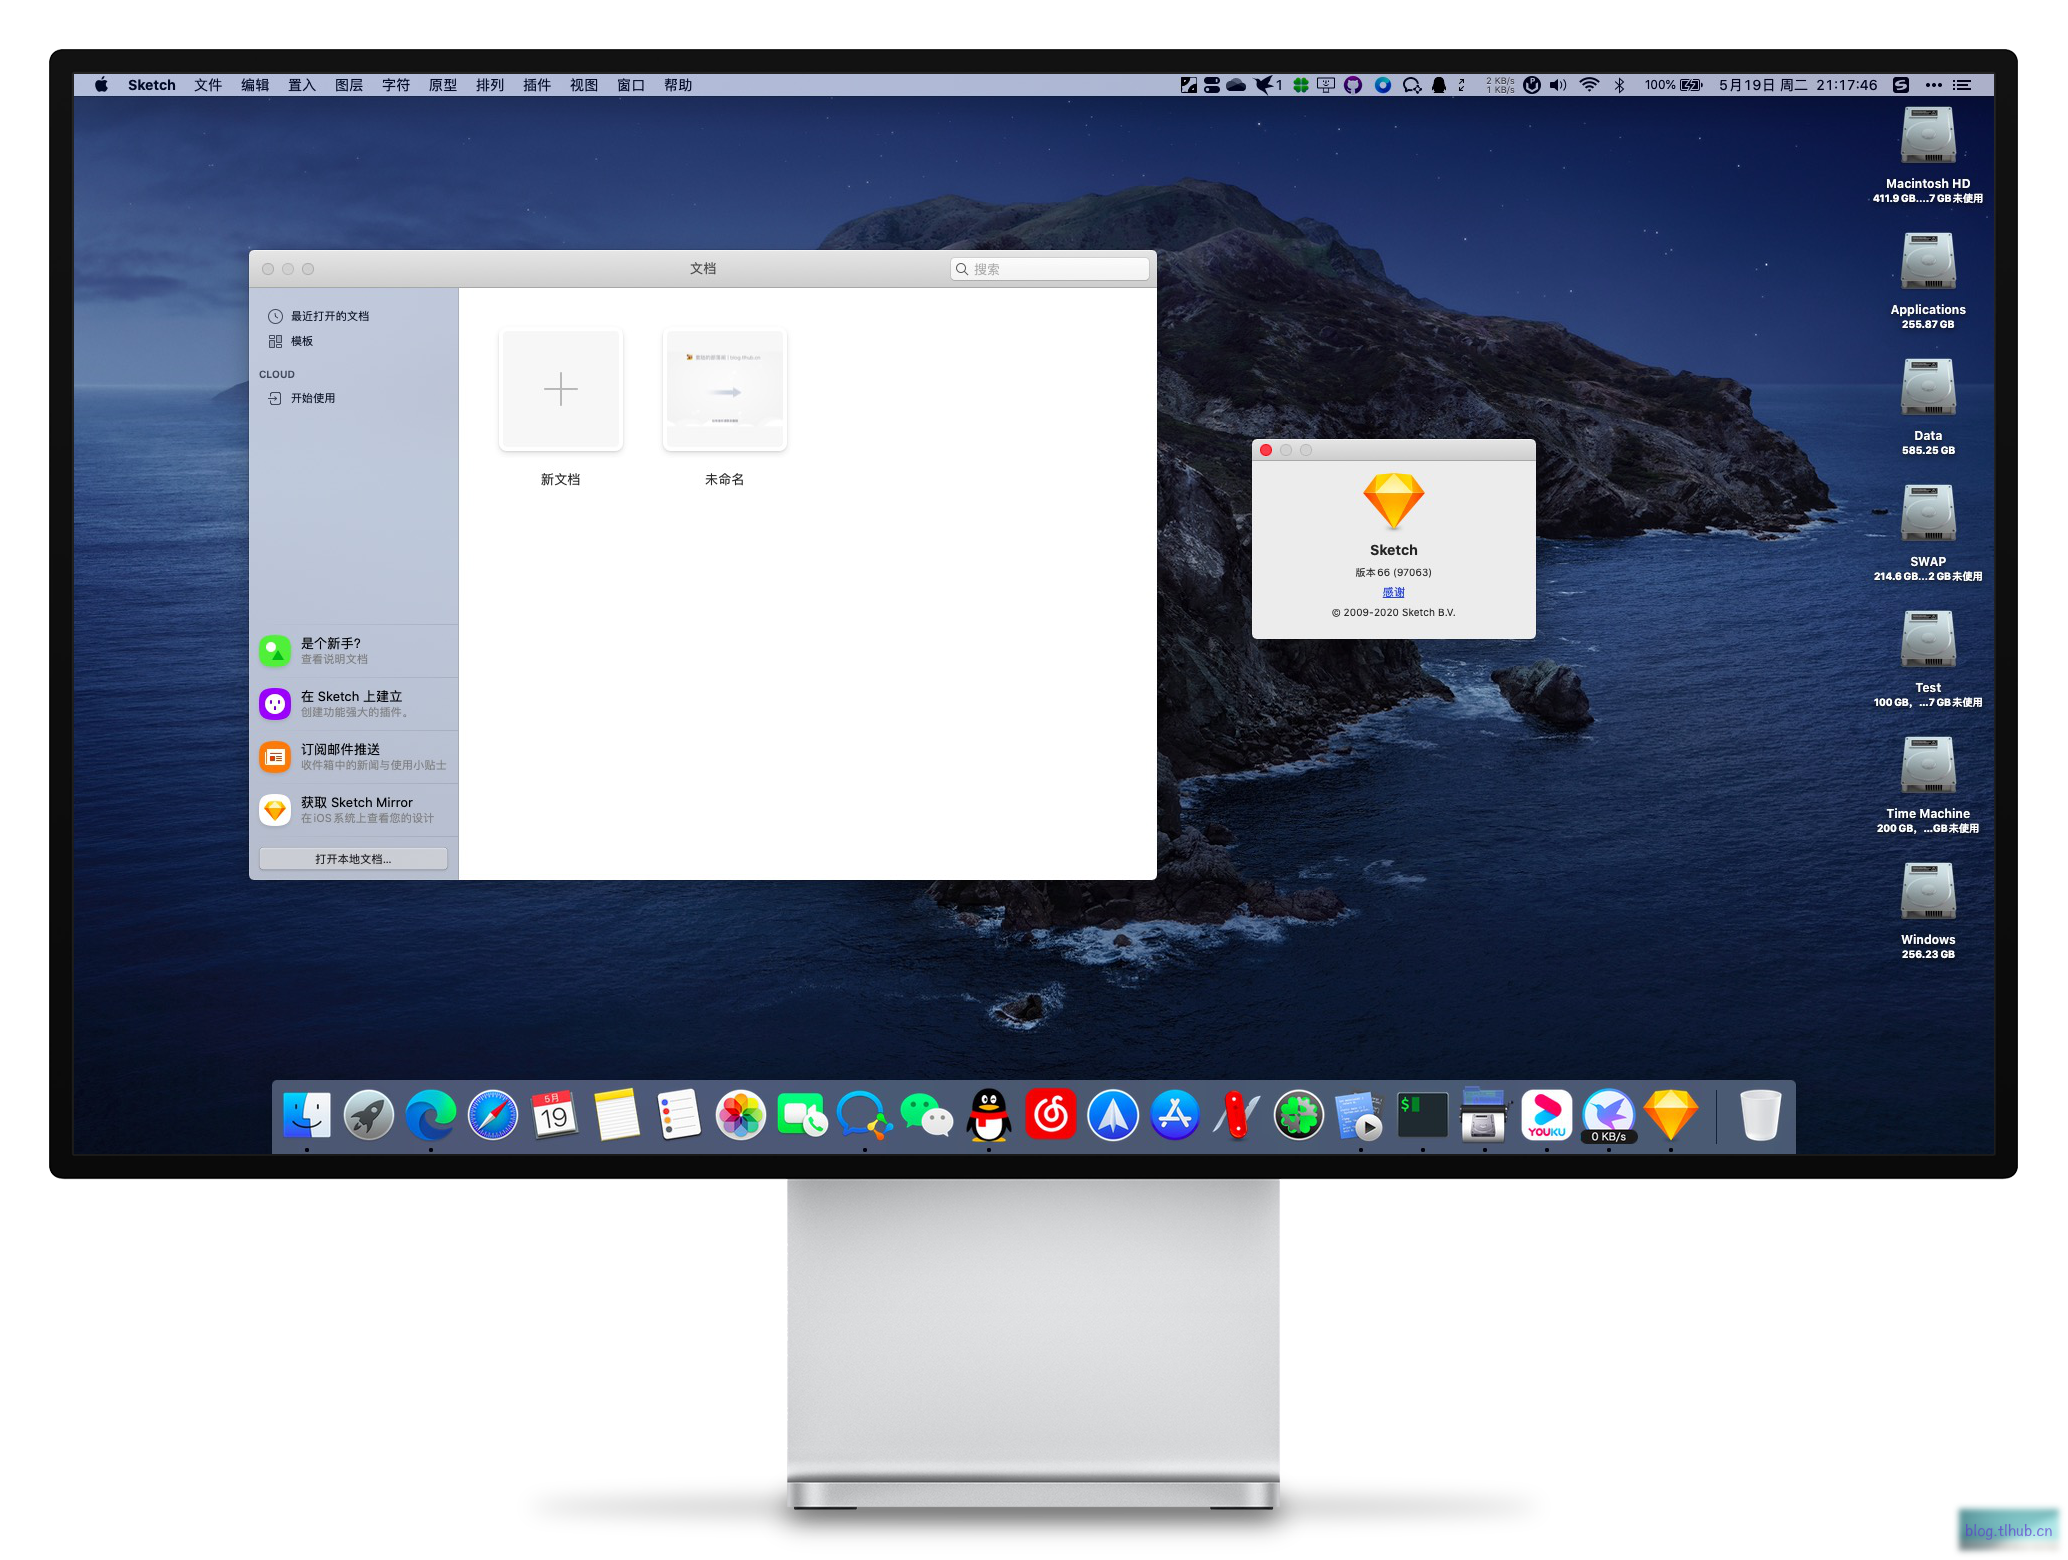 Sketch 文件 编辑 置入 图层 字符 原型 排列 插件 视图 窗口 帮助
1
2 KB/s
1 KB/s
100%
5月19日 周二 21:17:46
Macintosh HD
411.9 GB....7 GB未使用
Applications
255.87 GB
Data
585.25 GB
SWAP
214.6 GB...2 GB未使用
Test
100 GB, ...7 GB未使用
Time Machine
200 GB, ...GB未使用
Windows
256.23 GB
文档
搜索
最近打开的文档
模板
CLOUD
开始使用
新文档
未命名
是个新手?
查看说明文档
在 Sketch 上建立
创建功能强大的插件。
订阅邮件推送
收件箱中的新闻与使用小贴士
获取 Sketch Mirror
在iOS系统上查看您的设计
打开本地文档...
Sketch
版本 66 (97063)
感谢
© 2009-2020 Sketch B.V.
5月
19
$
YOUKU
0 KB/s
blog.tlhub.cn